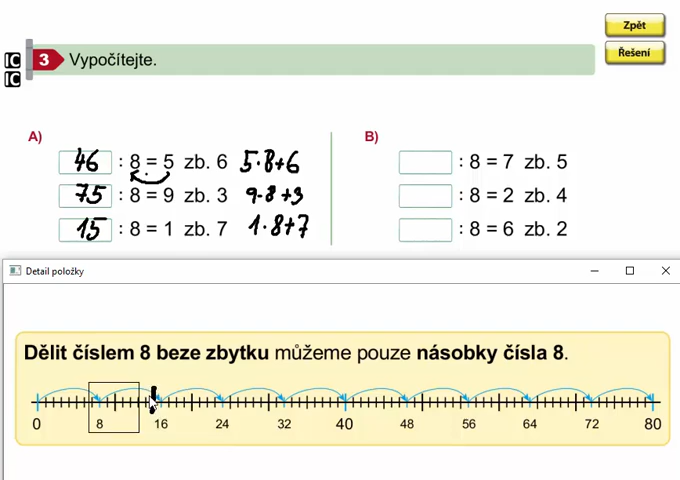 Zpět
Řešení
IC
IC
3 Vypočítejte.
A)
46 : 8 = 5 zb. 6 5·8+6
75 : 8 = 9 zb. 3 9·8+3
15 : 8 = 1 zb. 7 1·8+7
B)
: 8 = 7 zb. 5
: 8 = 2 zb. 4
: 8 = 6 zb. 2
Detail položky
Dělit číslem 8 beze zbytku můžeme pouze násobky čísla 8.
0 8 16 24 32 40 48 56 64 72 80